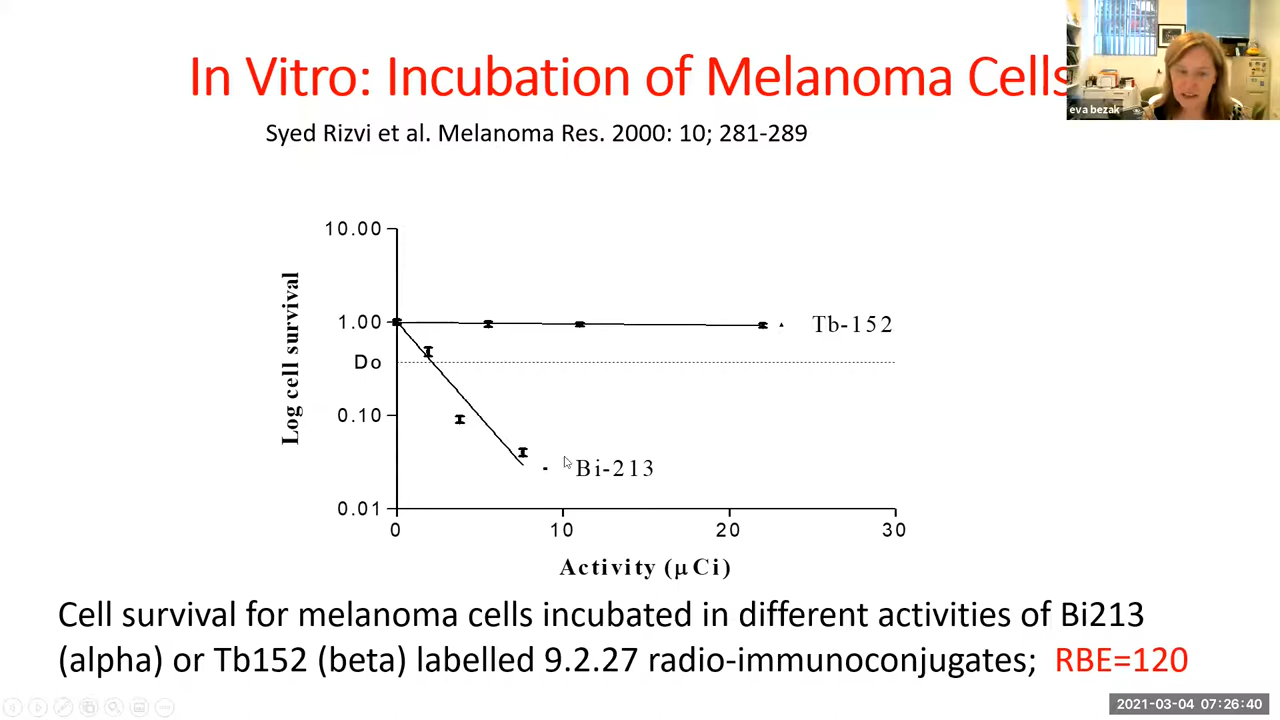 In Vitro: Incubation of Melanoma Cells
eva bezak
Syed Rizvi et al. Melanoma Res. 2000: 10; 281-289
10.00
1.00
Do
0.10
0.01
Log cell survival
Tb-152
Bi-213
0 10 20 30
Activity (μCi)
Cell survival for melanoma cells incubated in different activities of Bi213
(alpha) or Tb152 (beta) labelled 9.2.27 radio-immunoconjugates; RBE=120
2021-03-04 07:26:40